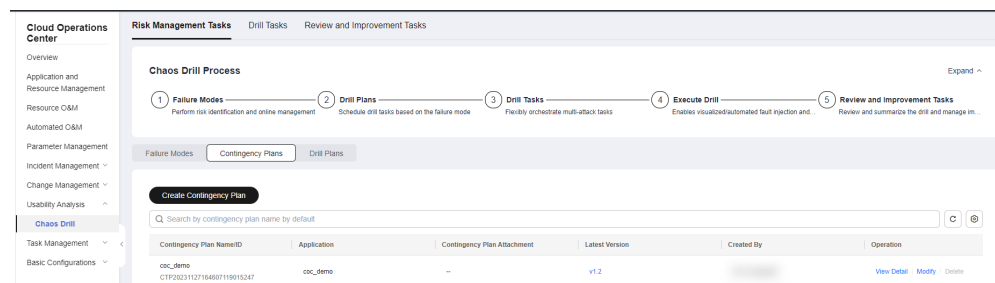 Cloud Operations
Center
Overview
Application and
Resource Management
Resource O&M
Automated O&M
Parameter Management
Incident Management
Change Management
Usability Analysis
Chaos Drill
Task Management
Basic Configurations
Risk Management Tasks Drill Tasks Review and Improvement Tasks
Chaos Drill Process Expand
1 Failure Modes 2 Drill Plans 3 Drill Tasks 4 Execute Drill 5 Review and Improvement Tasks
Perform risk identification and online management Schedule drill tasks based on the failure mode Flexibly orchestrate multi-attack tasks Enables visualized/automated fault injection and... Review and summarize the drill and manage im...
Failure Modes Contingency Plans Drill Plans
Create Contingency Plan
Search by contingency plan name by default
Contingency Plan Name/ID Application Contingency Plan Attachment Latest Version Created By Operation
coc_demo coc_demo -- v1.2 View Detail Modify Delete
CTP20231127164607119015247